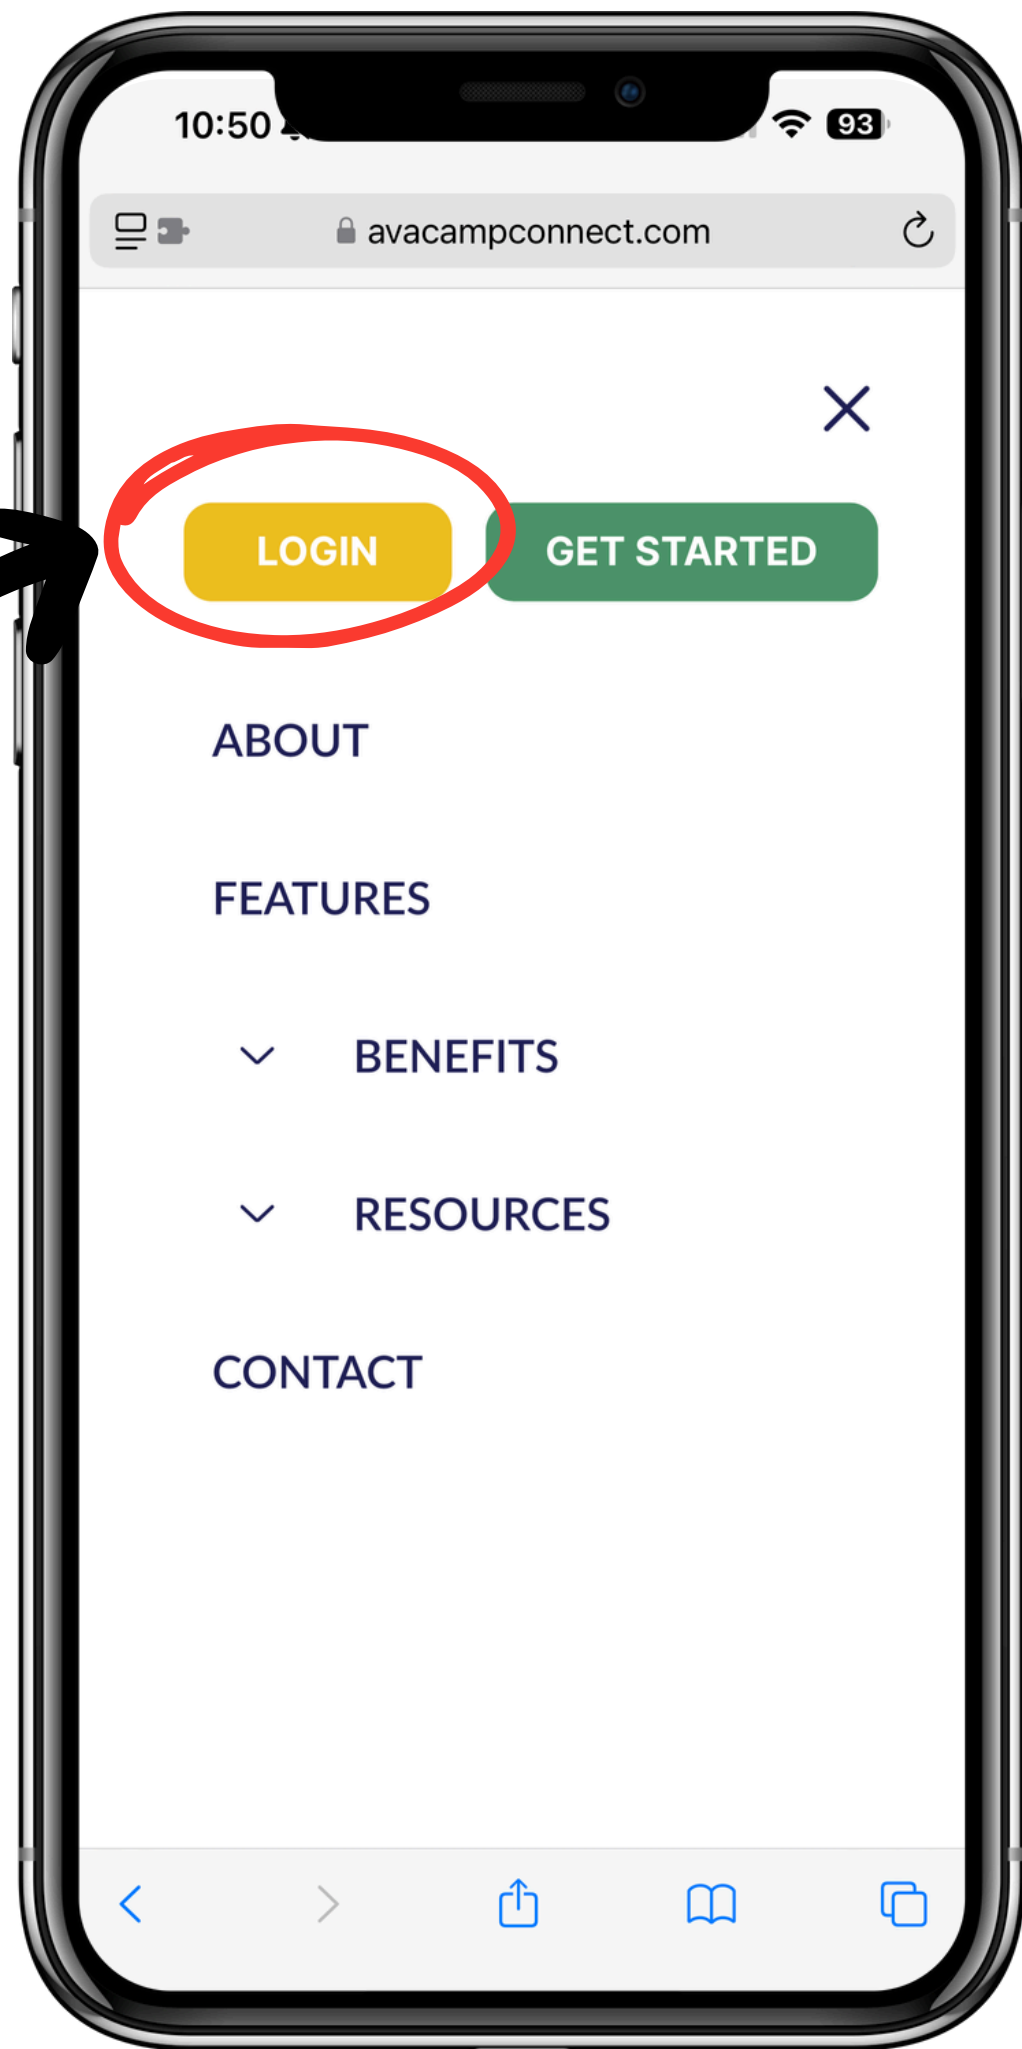 10:50
93
avacampconnect.com
LOGIN
GET STARTED
ABOUT
FEATURES
BENEFITS
RESOURCES
CONTACT